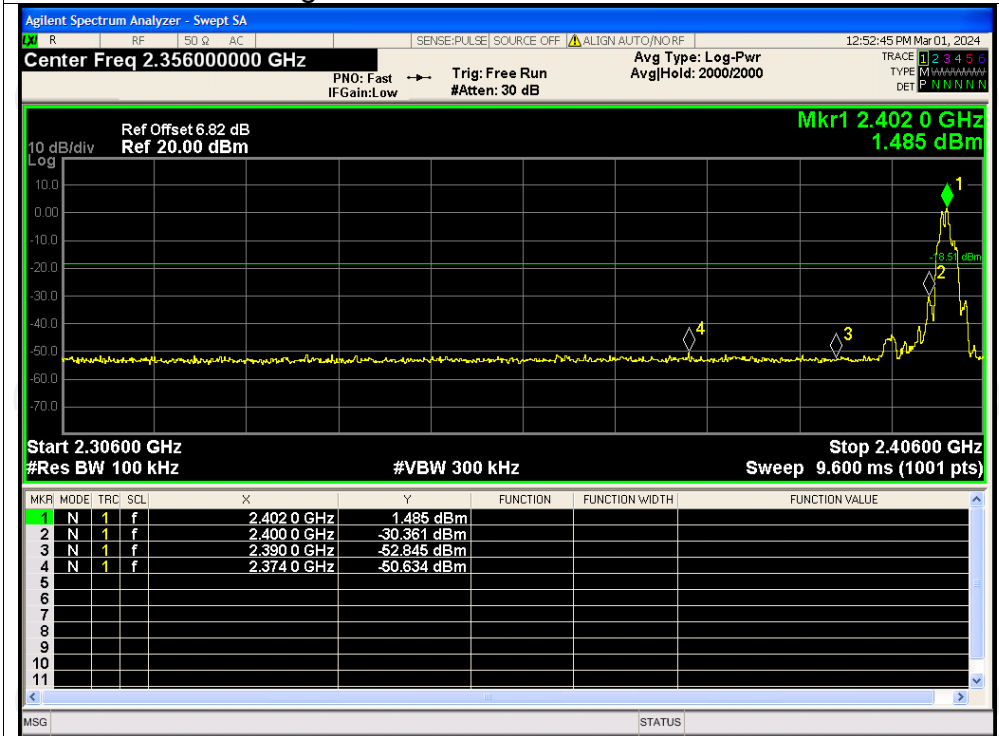 Agilent Spectrum Analyzer - Swept SA
LXI R RF 50 Ω AC SENSE:PULSE SOURCE OFF ALIGN AUTO/NO RF 12:52:45 PM Mar 01, 2024
Center Freq 2.356000000 GHz
PNO: Fast
IFGain:Low
Trig: Free Run
#Atten: 30 dB
Avg Type: Log-Pwr
Avg|Hold: 2000/2000
TRACE 1 2 3 4 5 6
TYPE M WWWWW
DET P N N N N N
Mkr1 2.402 0 GHz
1.485 dBm
Ref Offset 6.82 dB
10 dB/div Ref 20.00 dBm
Log
10.0
0.00
-10.0
-20.0
-30.0
-40.0
-50.0
-60.0
-70.0
1
-18.51 dBm
2
4
3
Start 2.30600 GHz Stop 2.40600 GHz
#Res BW 100 kHz #VBW 300 kHz Sweep 9.600 ms (1001 pts)
MKR MODE TRC SCL X Y FUNCTION FUNCTION WIDTH FUNCTION VALUE
1 N 1 f 2.402 0 GHz 1.485 dBm
2 N 1 f 2.400 0 GHz -30.361 dBm
3 N 1 f 2.390 0 GHz -52.845 dBm
4 N 1 f 2.374 0 GHz -50.634 dBm
5
6
7
8
9
10
11
MSG STATUS